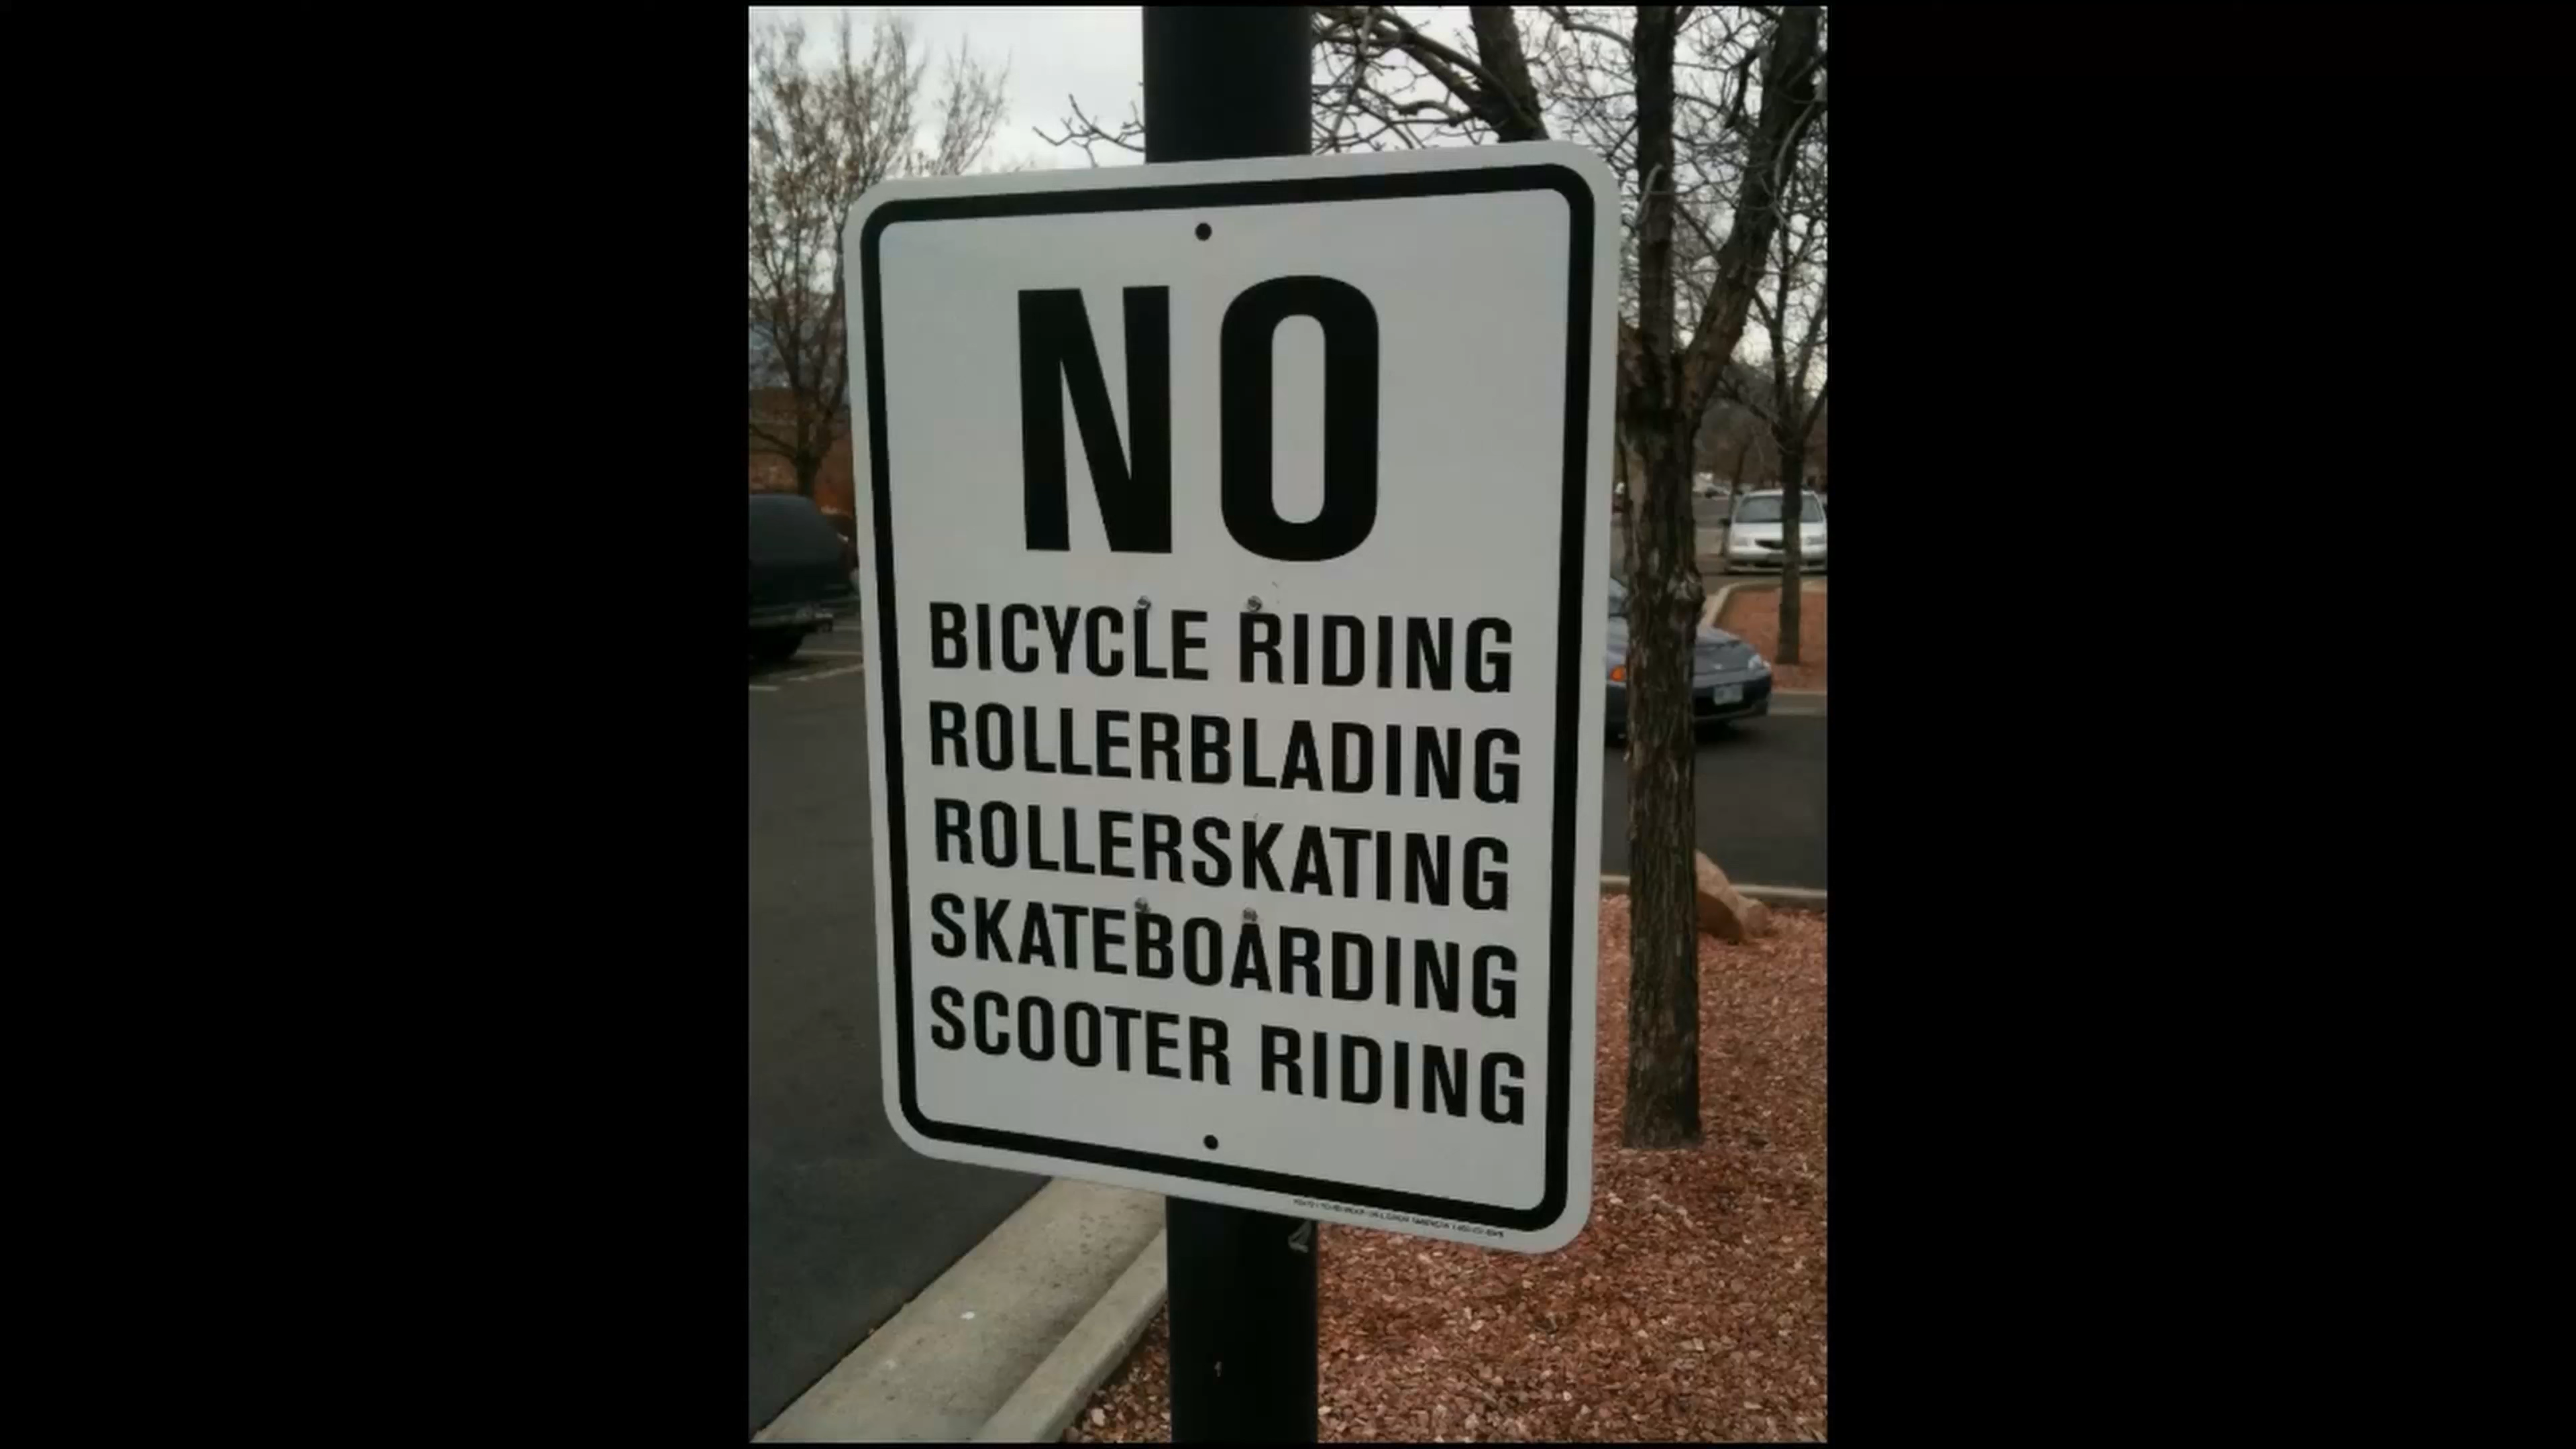 NO
BICYCLE RIDING
ROLLERBLADING
ROLLERSKATING
SKATEBOARDING
SCOOTER RIDING